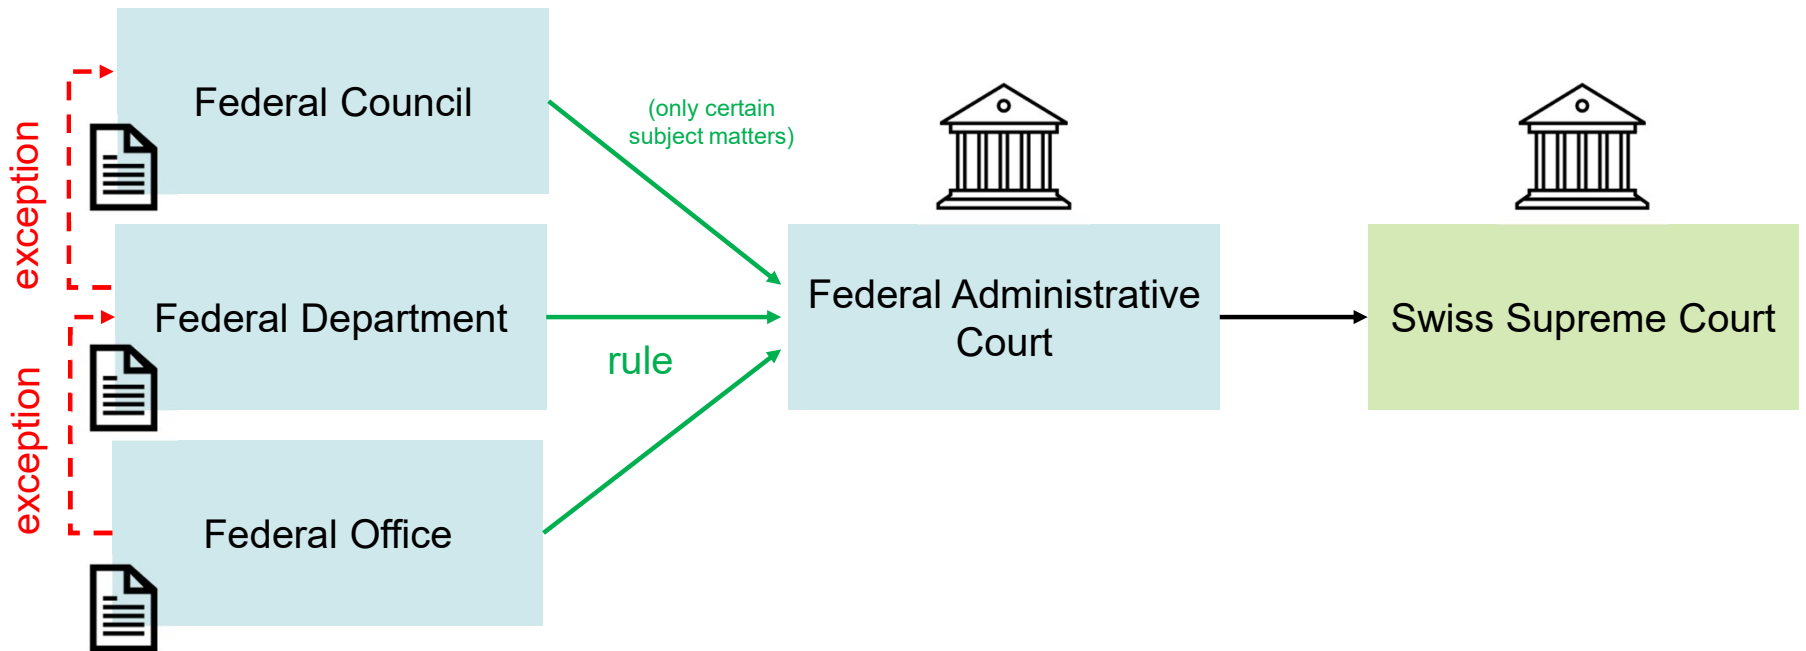 exception
Federal Council
(only certain
subject matters)
exception
Federal Department
rule
Federal Administrative
Court
Swiss Supreme Court
Federal Office